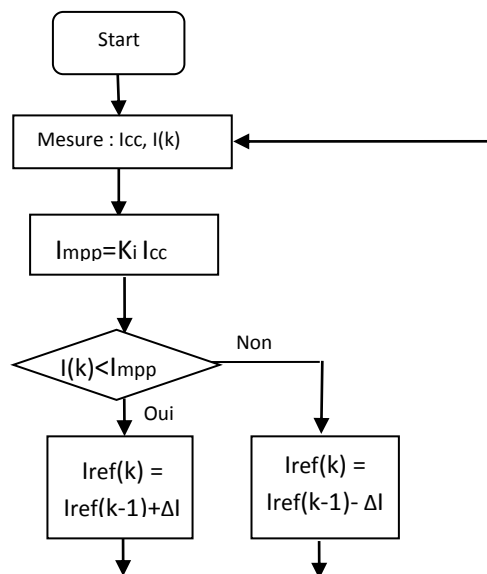 Start
Mesure : Icc, I(k)
Impp=Ki Icc
I(k)<Impp
Non
Oui
Iref(k) =
Iref(k-1)+ΔI
Iref(k) =
Iref(k-1)- ΔI